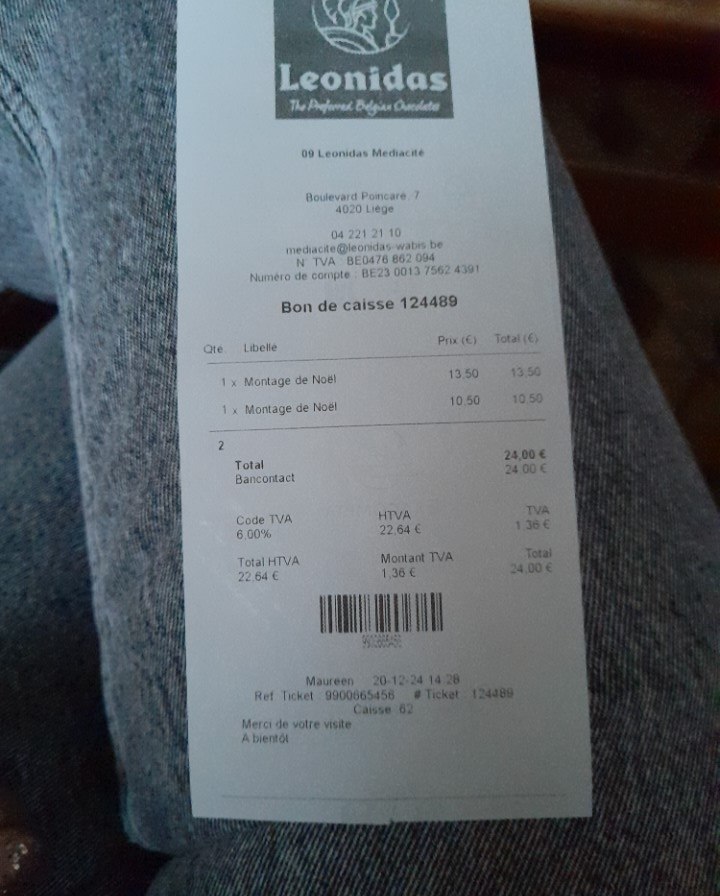 Leonidas
The Preferred Belgian Chocolates
09 Leonidas Mediacité
Boulevard Poincaré, 7
4020 Liège
04 221 21 10
mediacite@leonidas-wabis.be
N° TVA : BE0476 862 094
Numéro de compte : BE23 0013 7562 4391
Bon de caisse 124489
Qté Libellé Prix (€) Total (€)
1 x Montage de Noël 13,50 13,50
1 x Montage de Noël 10,50 10,50
2
Total 24,00 €
Bancontact 24,00 €
Code TVA HTVA TVA
6,00% 22,64 € 1,36 €
Total HTVA Montant TVA Total
22,64 € 1,36 € 24,00 €
Maureen 20-12-24 14:28
Ref. Ticket : 9900665456 # Ticket : 124489
Caisse: 62
Merci de votre visite
A bientôt